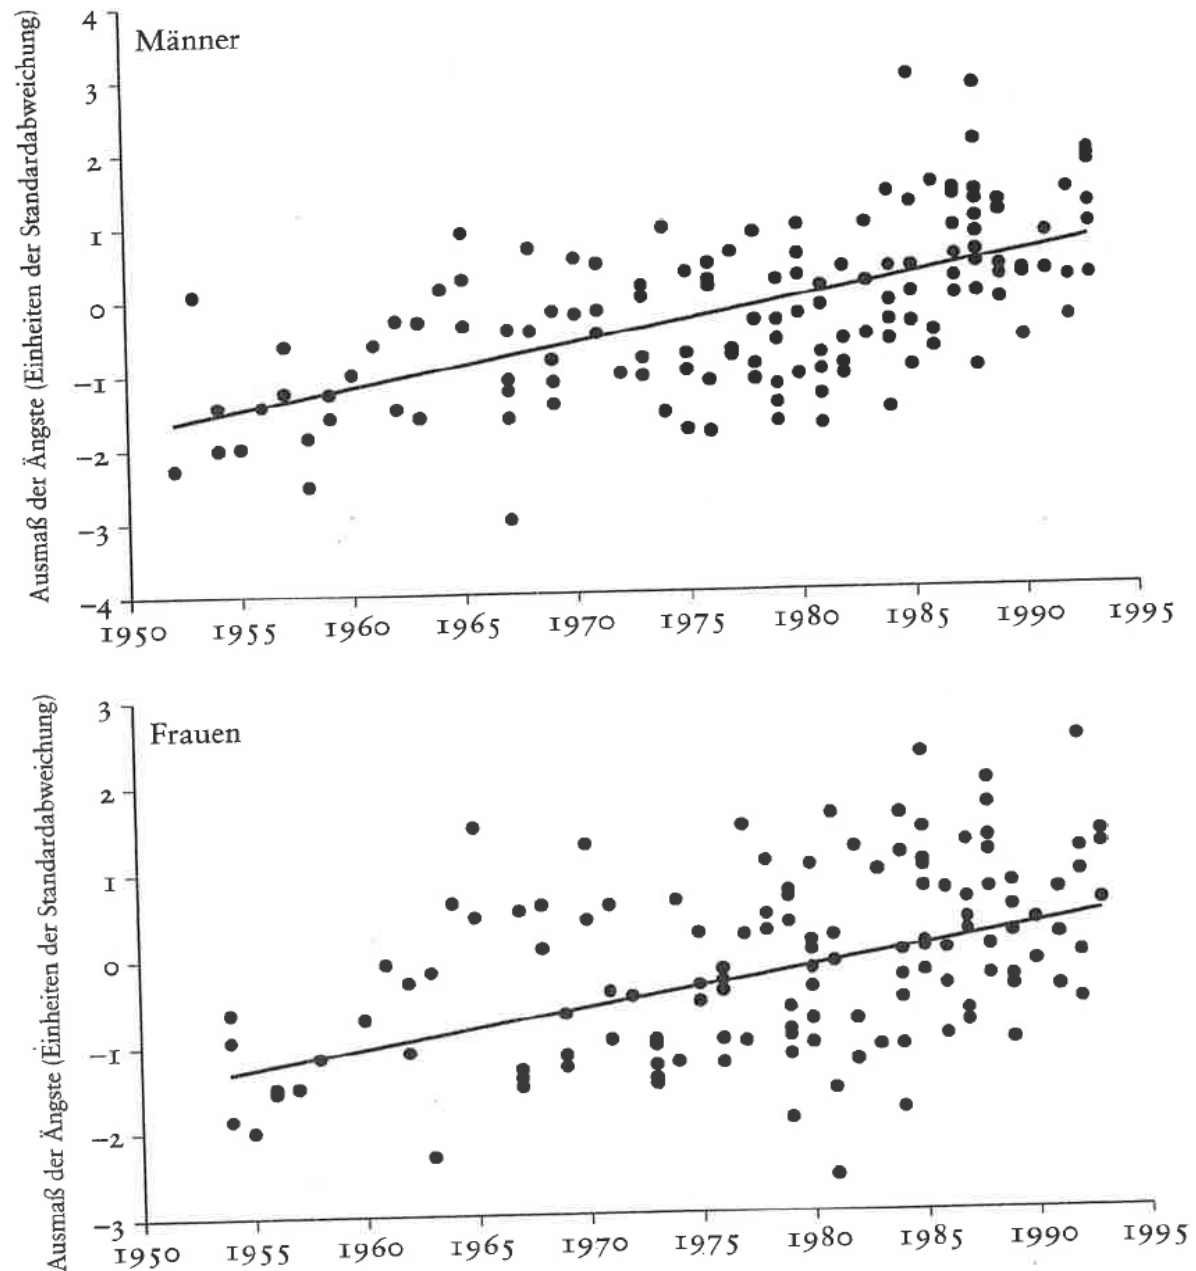 Ausmaß der Ängste (Einheiten der Standardabweichung)
Männer
4
3
2
1
0
−1
−2
−3
−4
1950 1955 1960 1965 1970 1975 1980 1985 1990 1995
Ausmaß der Ängste (Einheiten der Standardabweichung)
Frauen
3
2
1
0
−1
−2
−3
1950 1955 1960 1965 1970 1975 1980 1985 1990 1995